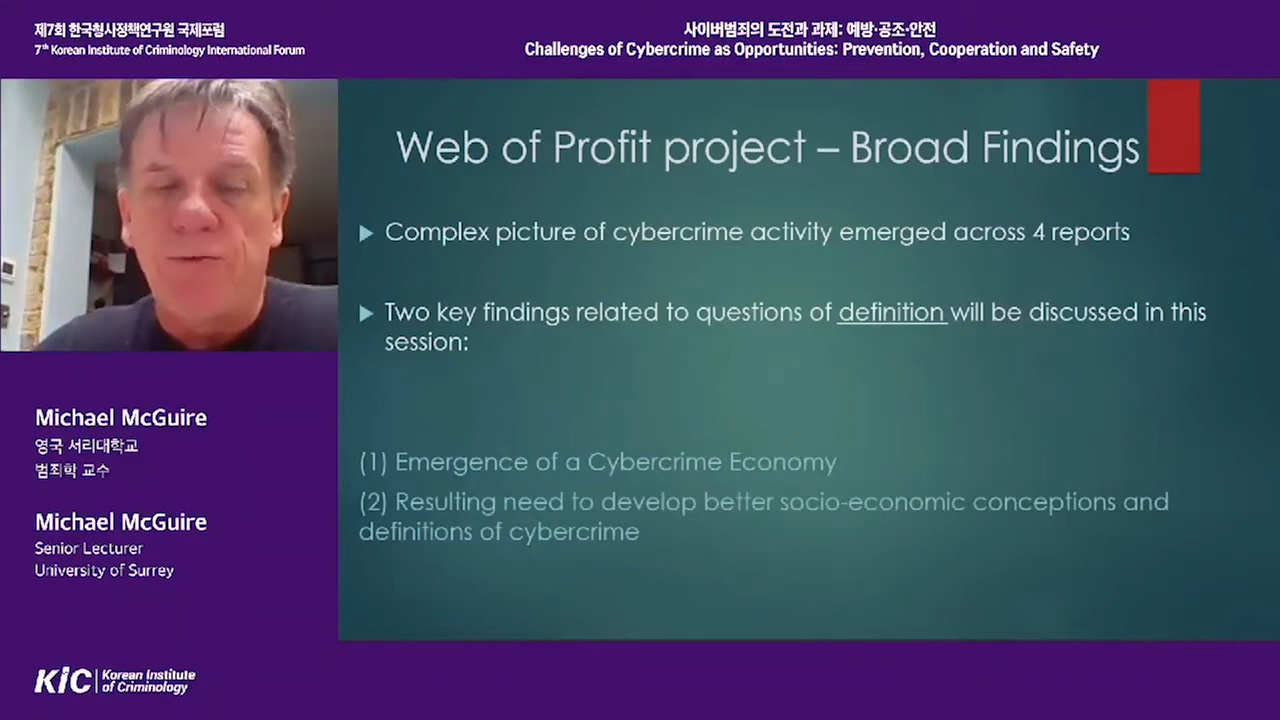 제7회 한국형사정책연구원 국제포럼
7th Korean Institute of Criminology International Forum
사이버범죄의 도전과 과제: 예방·공조·안전
Challenges of Cybercrime as Opportunities: Prevention, Cooperation and Safety
Web of Profit project – Broad Findings
Complex picture of cybercrime activity emerged across 4 reports
Two key findings related to questions of definition will be discussed in this
session:
(1) Emergence of a Cybercrime Economy
(2) Resulting need to develop better socio-economic conceptions and
definitions of cybercrime
Michael McGuire
영국 서리대학교
범죄학 교수
Michael McGuire
Senior Lecturer
University of Surrey
KIC Korean Institute
of Criminology